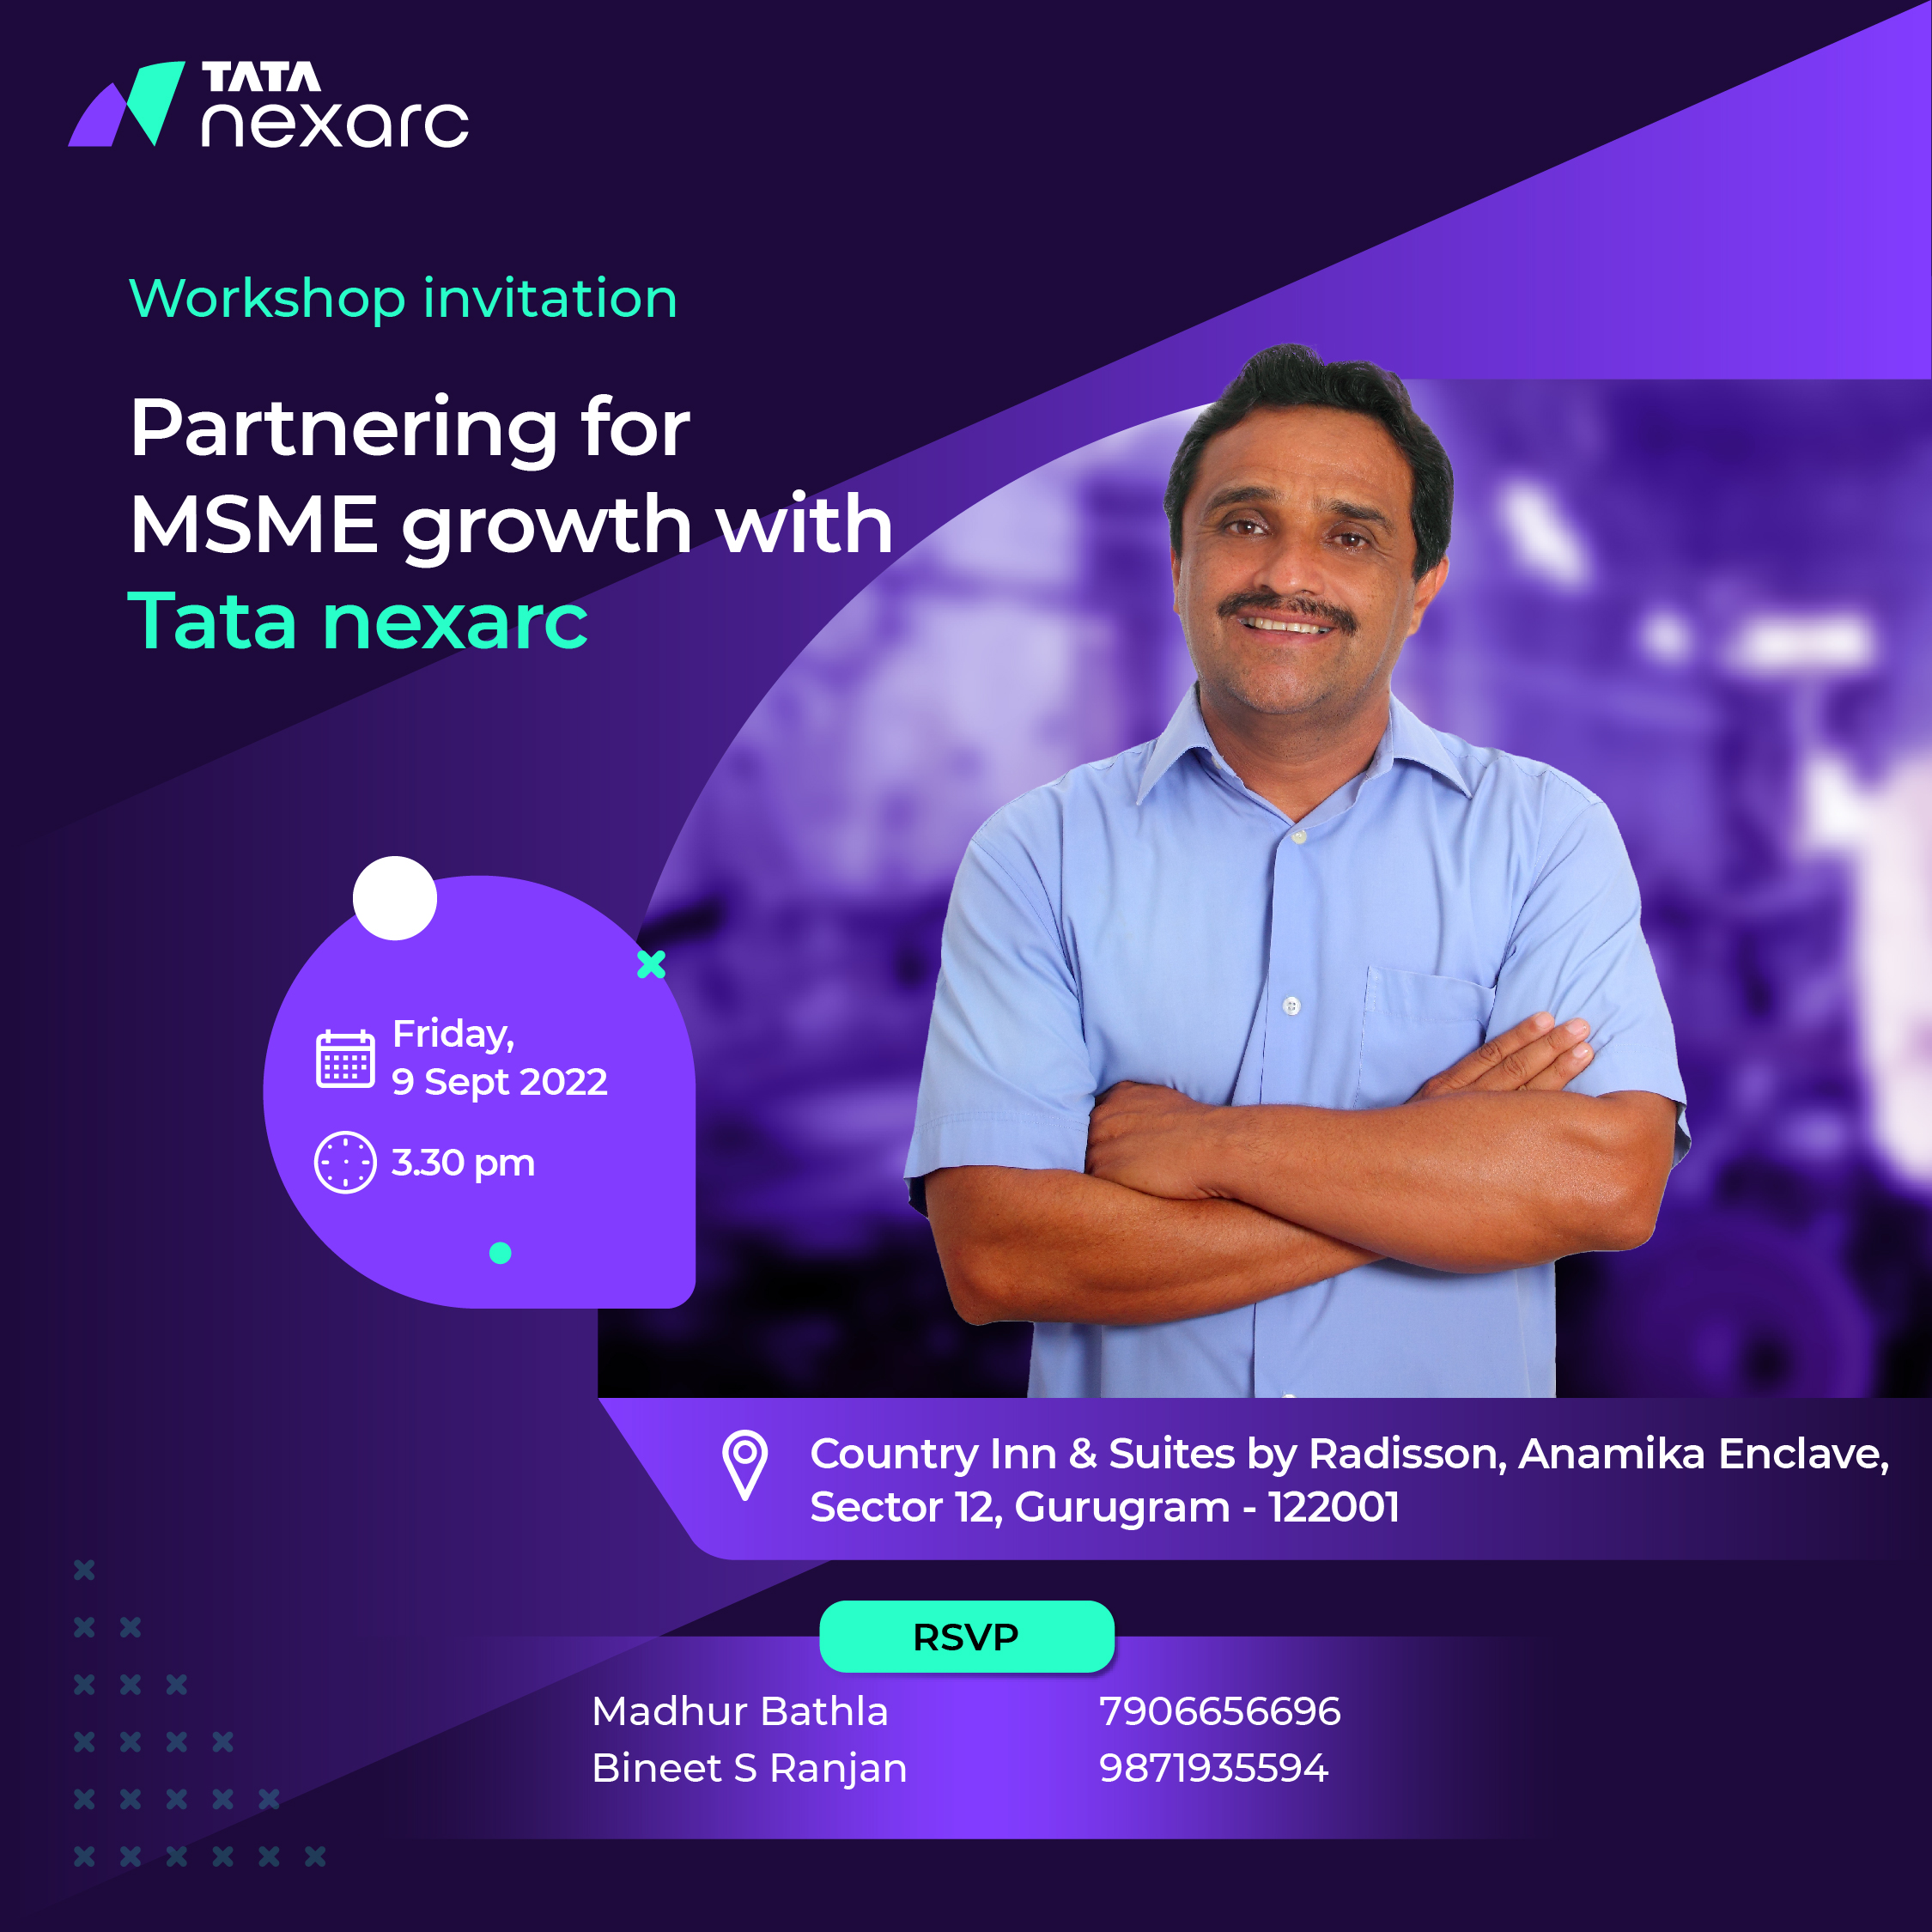 TATA
nexarc
Workshop invitation
Partnering for
MSME growth with
Tata nexarc
Friday,
9 Sept 2022
3.30 pm
Country Inn & Suites by Radisson, Anamika Enclave,
Sector 12, Gurugram - 122001
RSVP
Madhur Bathla 7906656696
Bineet S Ranjan 9871935594